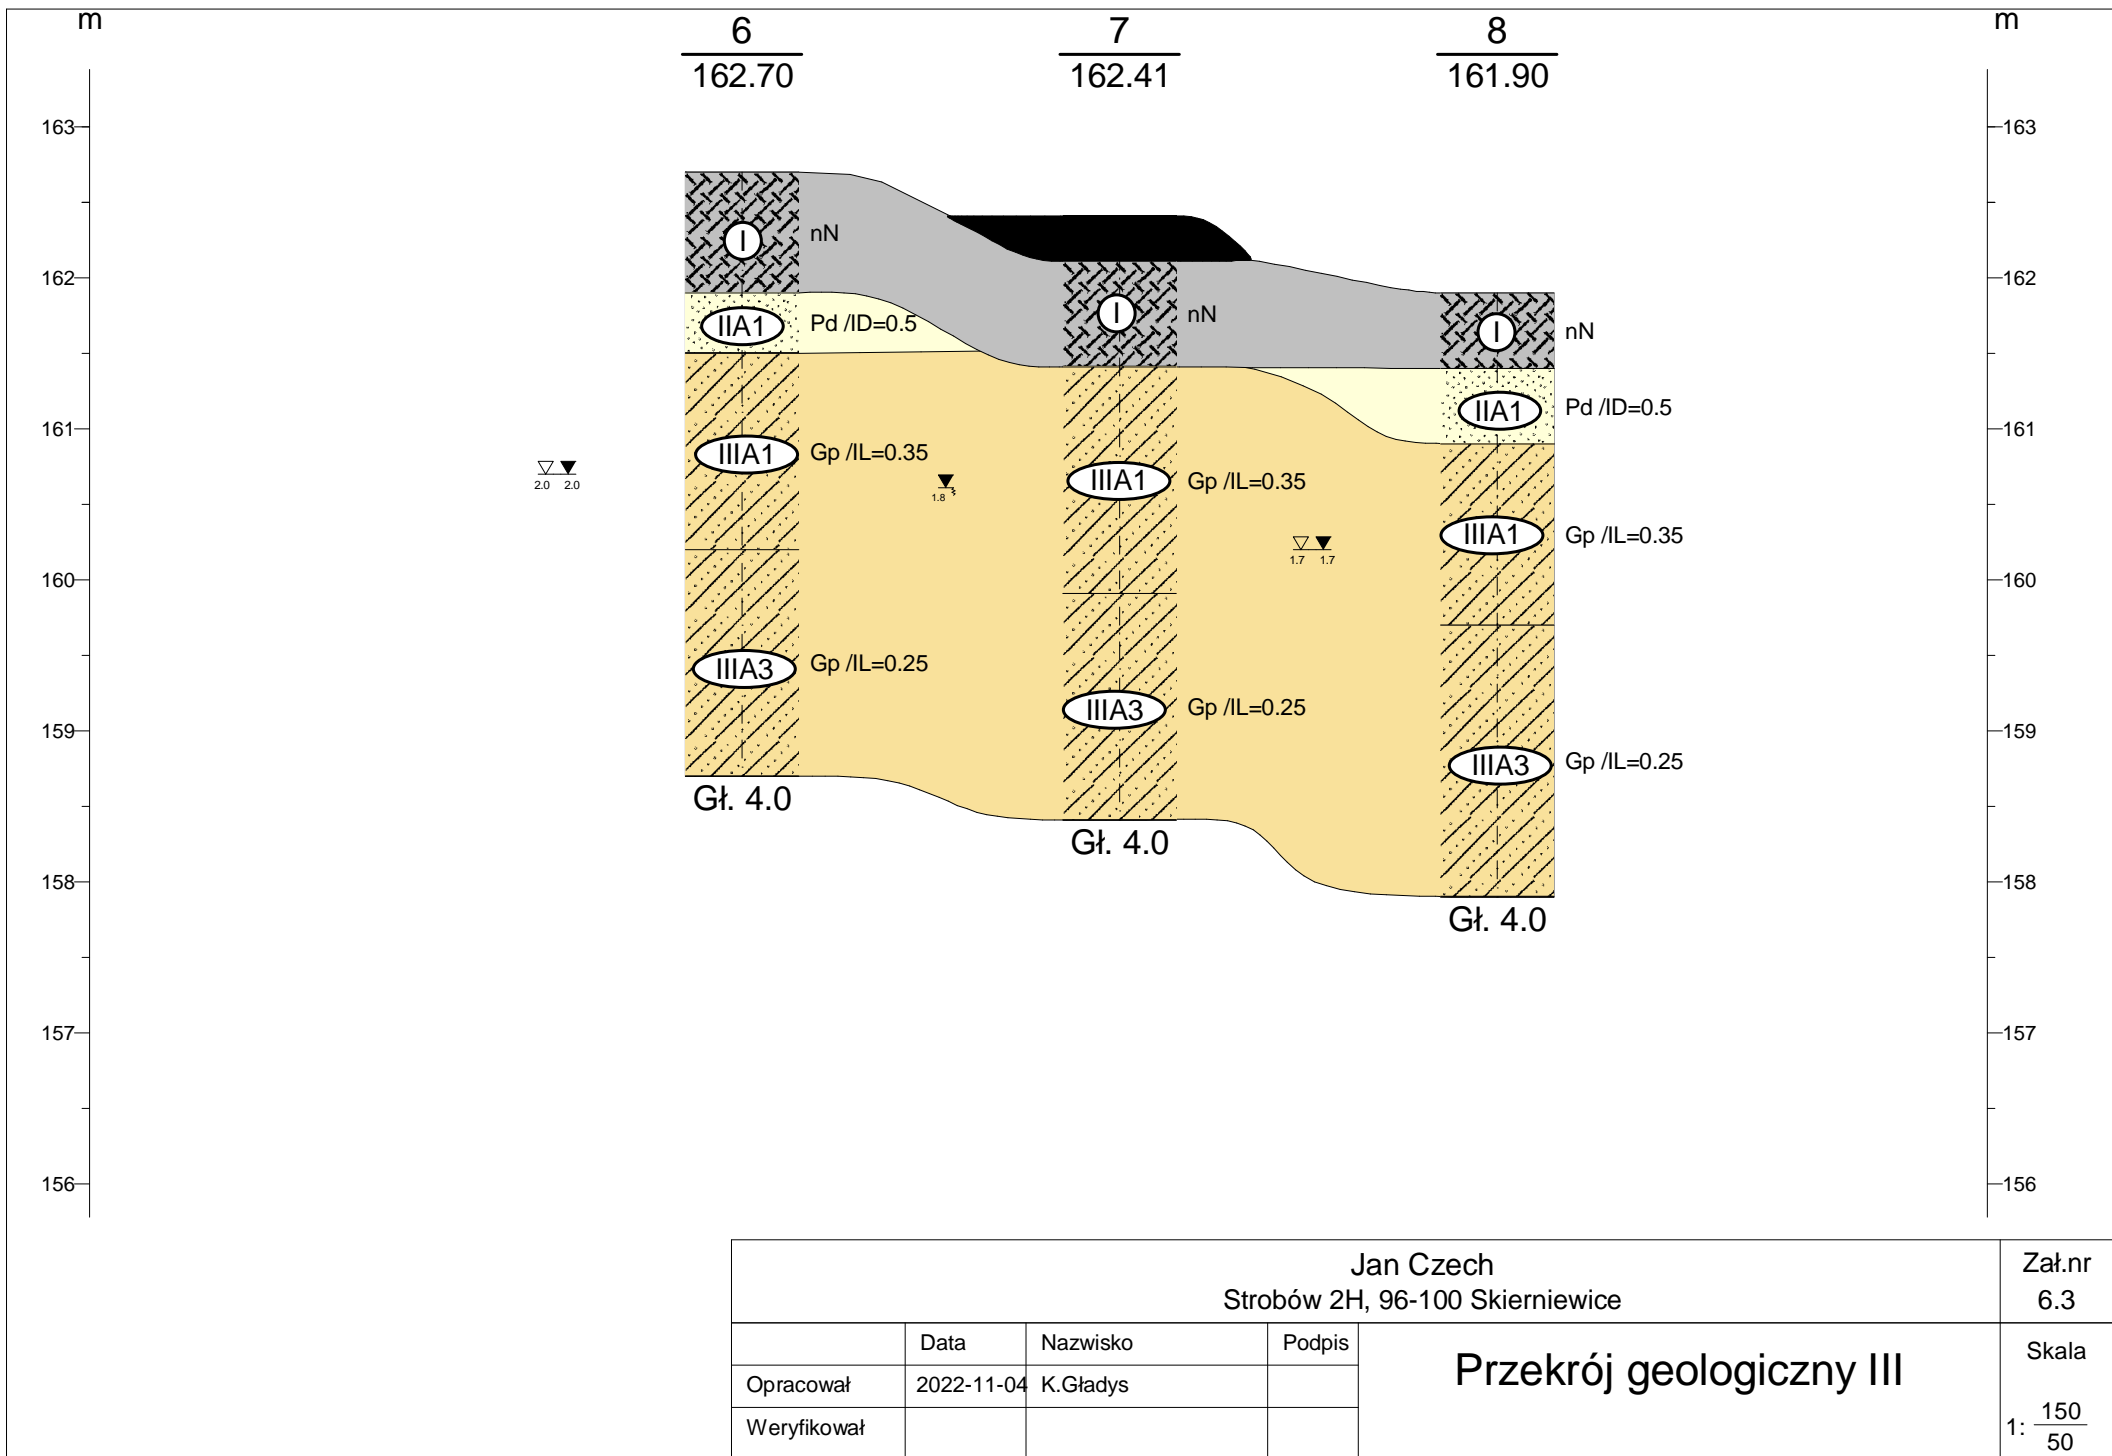 m
m
6
7
8
162.70
162.41
161.90
163
163
nN
I
162
162
nN
I
nN
I
IIA1
Pd /ID=0.5
IIA1
Pd /ID=0.5
161
161
IIIA1
Gp /IL=0.35
IIIA1
Gp /IL=0.35
2.0 2.0
1.8
IIIA1
Gp /IL=0.35
1.7 1.7
160
160
IIIA3
Gp /IL=0.25
IIIA3
Gp /IL=0.25
159
159
IIIA3
Gp /IL=0.25
Gł. 4.0
Gł. 4.0
158
158
Gł. 4.0
157
157
156
156
Jan Czech
Strobów 2H, 96-100 Skierniewice
Zał.nr
6.3
Data
Nazwisko
Podpis
Opracował
2022-11-04
K.Gładys
Weryfikował
Przekrój geologiczny III
Skala
1: 150
50